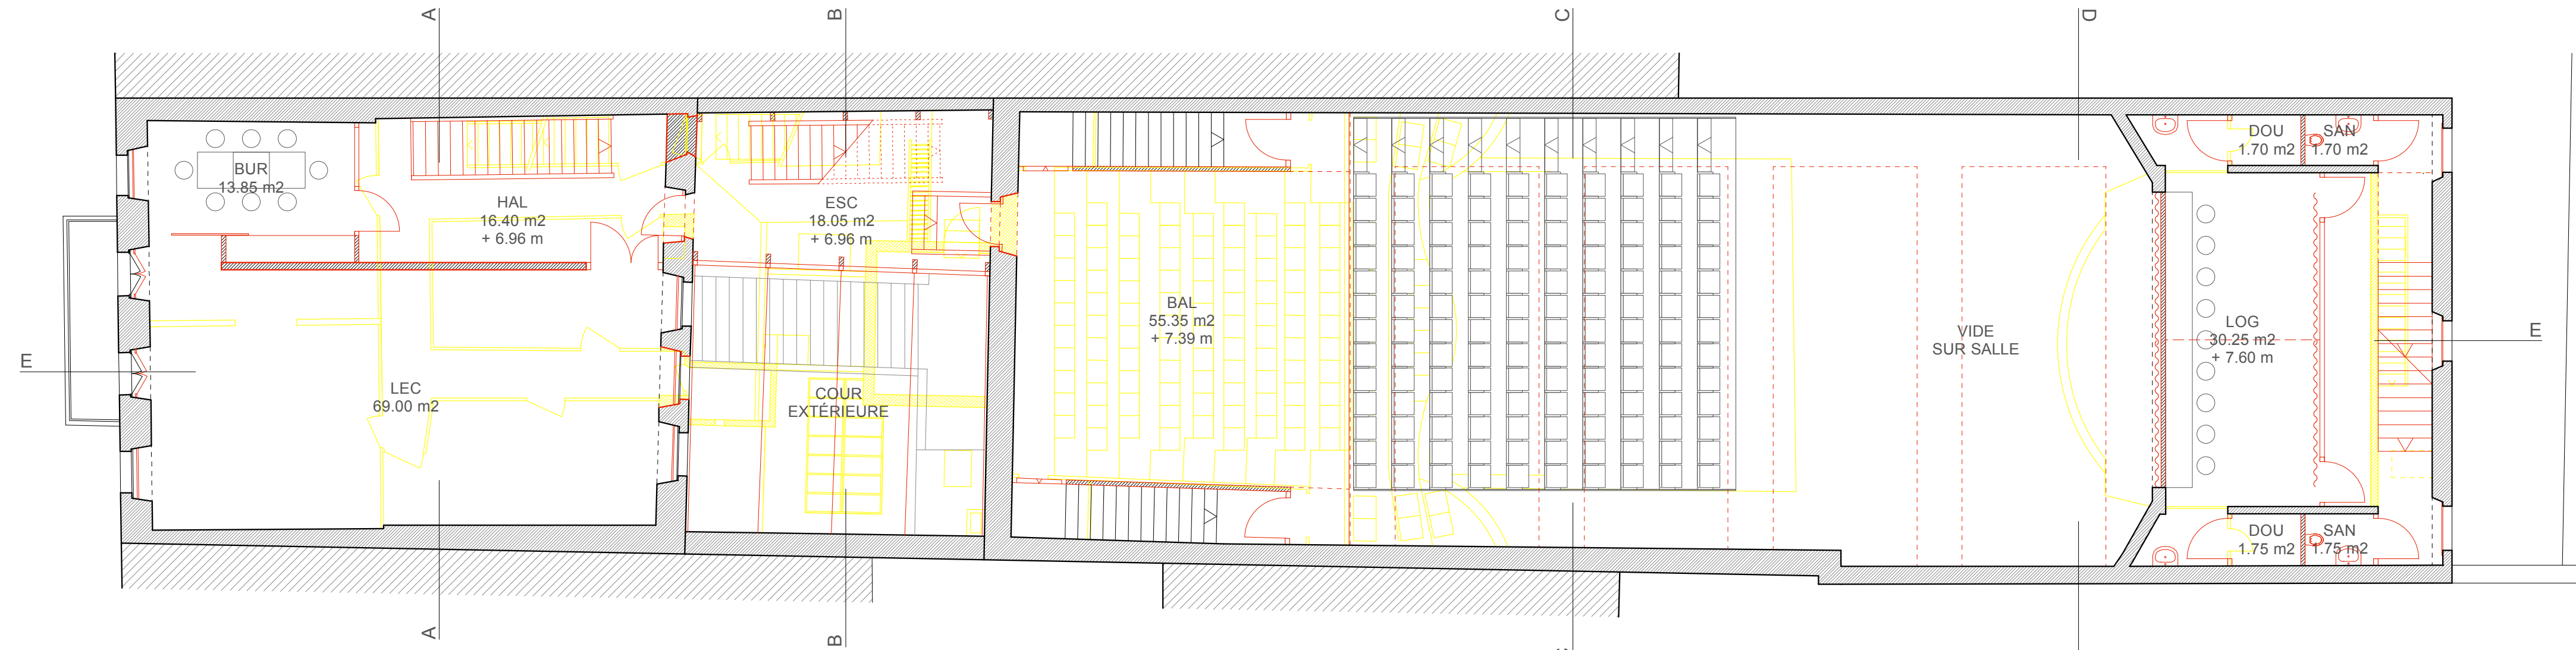 A
B
C
D
BUR
13.85 m2
HAL
16.40 m2
+ 6.96 m
ESC
18.05 m2
+ 6.96 m
DOU
1.70 m2
SAN
1.70 m2
BAL
55.35 m2
+ 7.39 m
VIDE
SUR SALLE
LOG
30.25 m2
+ 7.60 m
E
E
LEC
69.00 m2
COUR
EXTÉRIEURE
DOU
1.75 m2
SAN
1.75 m2
A
B